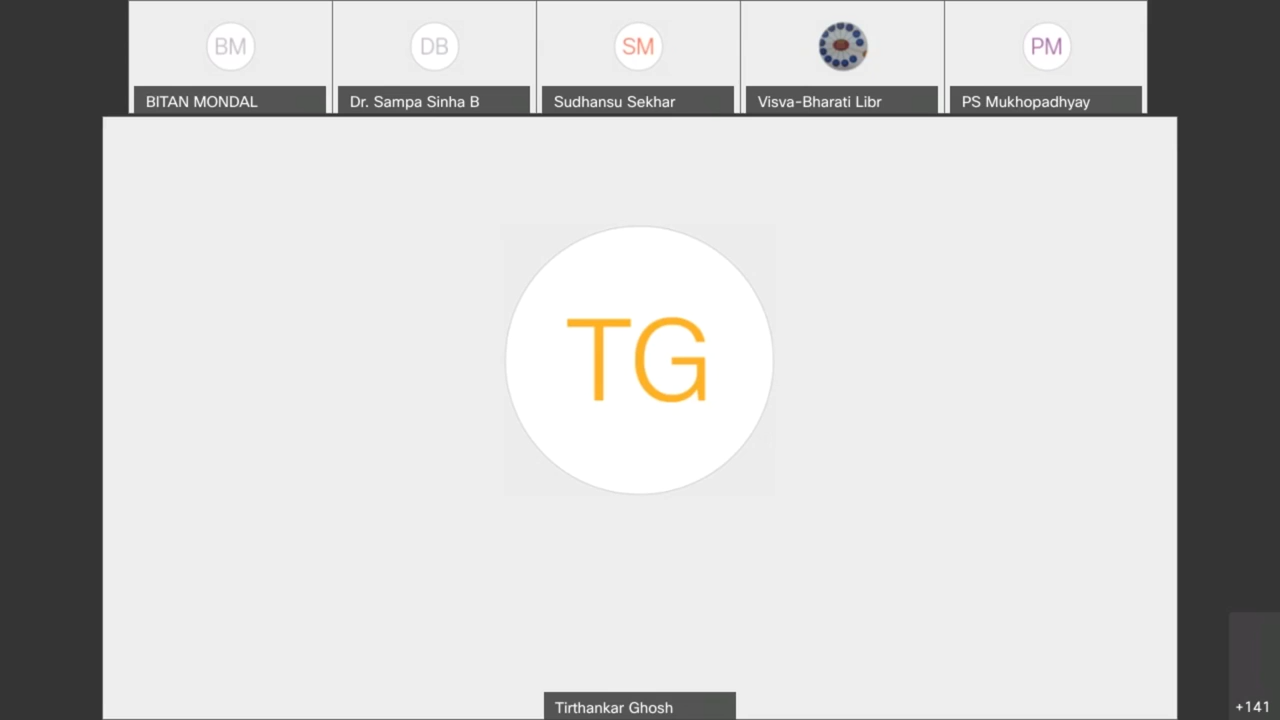 BM
DB
SM
PM
BITAN MONDAL
Dr. Sampa Sinha B
Sudhansu Sekhar
Visva-Bharati Libr
PS Mukhopadhyay
TG
Tirthankar Ghosh
+141